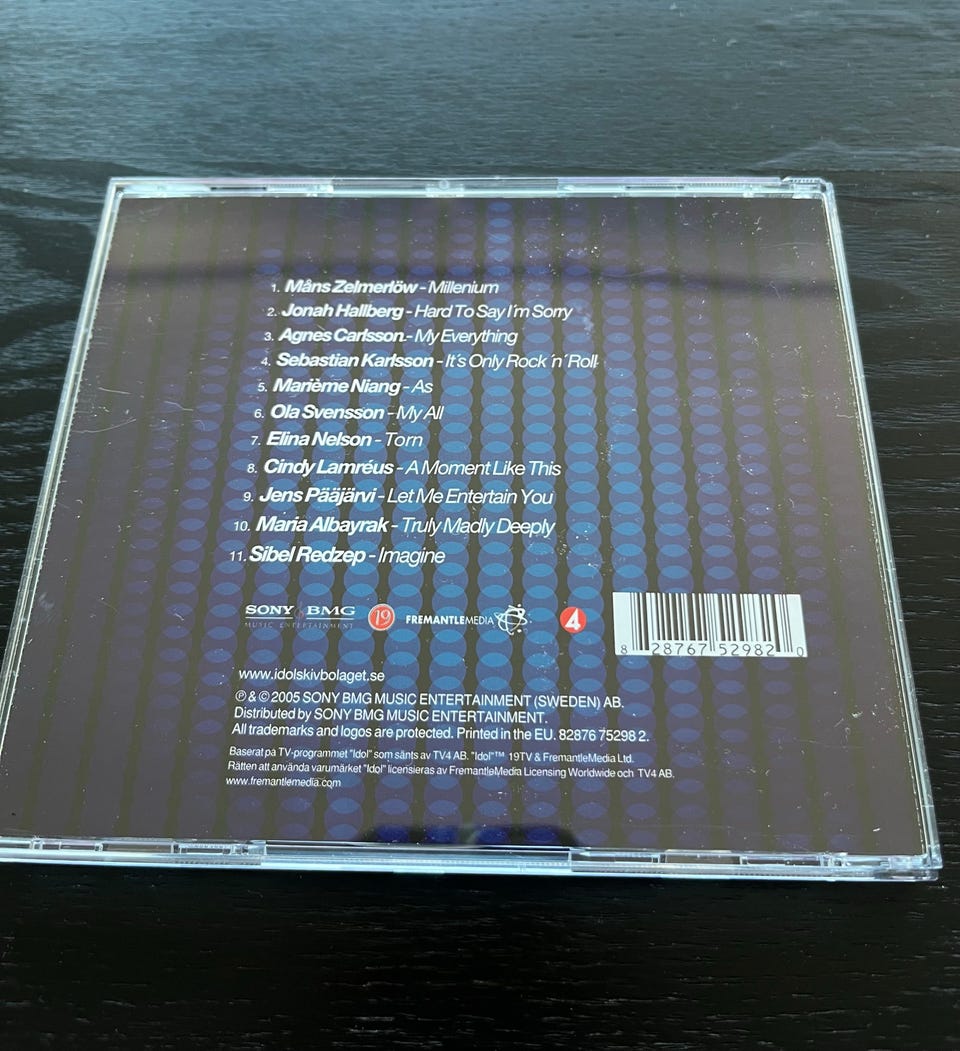 1. Måns Zelmerlöw - Millenium
2. Jonah Hallberg - Hard To Say I'm Sorry
3. Agnes Carlsson - My Everything
4. Sebastian Karlsson - It´s Only Rock ´n´ Roll
5. Marième Niang - As
6. Ola Svensson - My All
7. Elina Nelson - Torn
8. Cindy Lamréus - A Moment Like This
9. Jens Pääjärvi - Let Me Entertain You
10. Maria Albayrak - Truly Madly Deeply
11. Sibel Redzep - Imagine
SONY BMG
MUSIC ENTERTAINMENT
19
FREMANTLEMEDIA
4
8 28767 52982 0
www.idolskivbolaget.se
℗ & © 2005 SONY BMG MUSIC ENTERTAINMENT (SWEDEN) AB.
Distributed by SONY BMG MUSIC ENTERTAINMENT.
All trademarks and logos are protected. Printed in the EU. 82876 75298 2.
Baserat på TV-programmet "Idol" som sänts av TV4 AB. "Idol"™ 19TV & FremantleMedia Ltd.
Rätten att använda varumärket "Idol" licensieras av FremantleMedia Licensing Worldwide och TV4 AB.
www.fremantlemedia.com